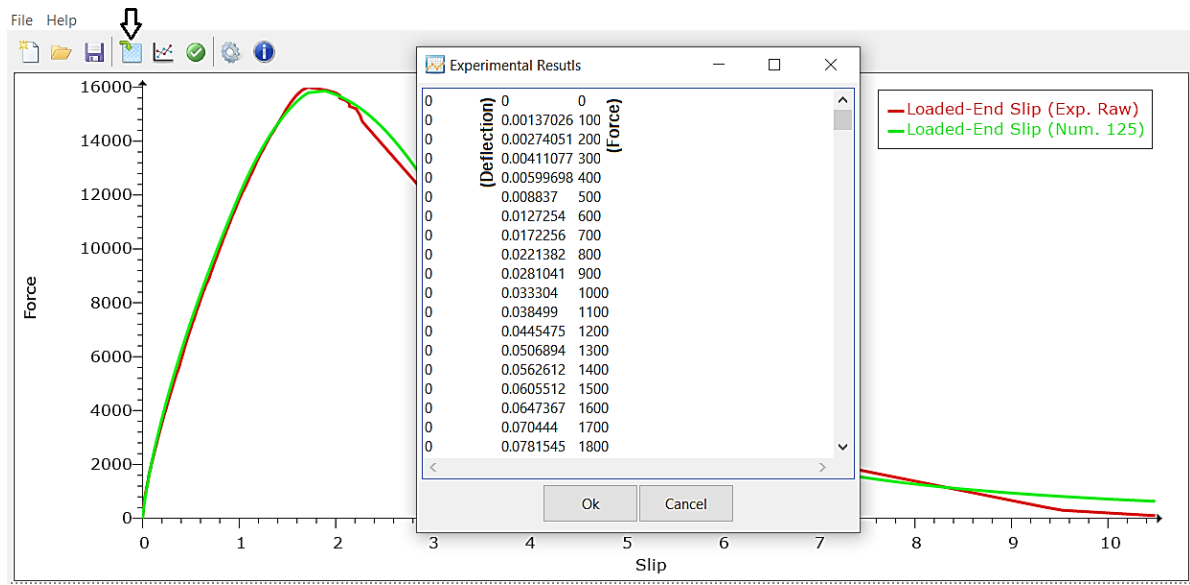 File Help
Experimental Resutls
0 0 0
0 0.00137026 100
0 0.00274051 200
0 0.00411077 300
0 0.00599698 400
0 0.008837 500
0 0.0127254 600
0 0.0172256 700
0 0.0221382 800
0 0.0281041 900
0 0.033304 1000
0 0.038499 1100
0 0.0445475 1200
0 0.0506894 1300
0 0.0562612 1400
0 0.0605512 1500
0 0.0647367 1600
0 0.070444 1700
0 0.0781545 1800
(Deflection)
(Force)
Ok Cancel
Loaded-End Slip (Exp. Raw)
Loaded-End Slip (Num. 125)
Force
16000
14000
12000
10000
8000
6000
4000
2000
0
0 1 2 3 4 5 6 7 8 9 10
Slip